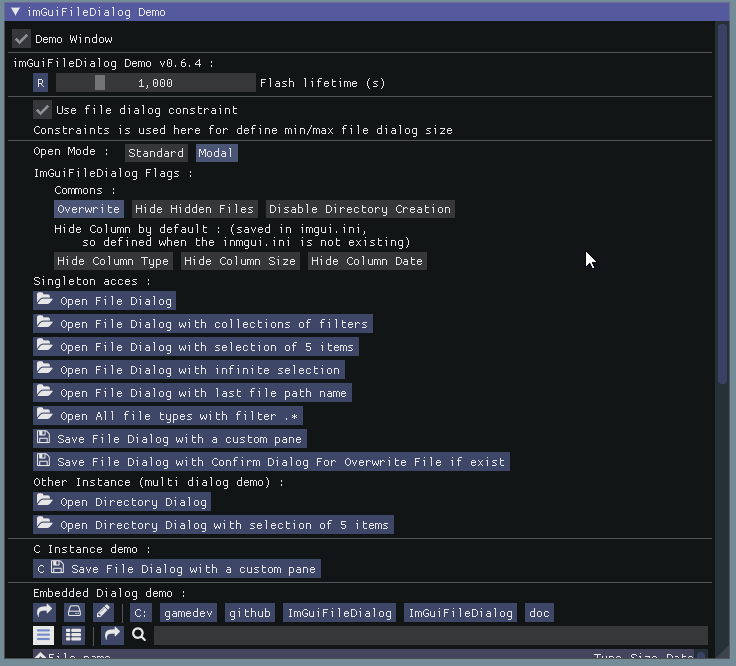 imGuiFileDialog Demo
Demo Window
imGuiFileDialog Demo v0.6.4 :
R 1,000 Flash lifetime (s)
Use file dialog constraint
Constraints is used here for define min/max file dialog size
Open Mode : Standard Modal
ImGuiFileDialog Flags :
Commons :
Overwrite Hide Hidden Files Disable Directory Creation
Hide Column by default : (saved in imgui.ini,
so defined when the inmgui.ini is not existing)
Hide Column Type Hide Column Size Hide Column Date
Singleton acces :
Open File Dialog
Open File Dialog with collections of filters
Open File Dialog with selection of 5 items
Open File Dialog with infinite selection
Open File Dialog with last file path name
Open All file types with filter .*
Save File Dialog with a custom pane
Save File Dialog with Confirm Dialog For Overwrite File if exist
Other Instance (multi dialog demo) :
Open Directory Dialog
Open Directory Dialog with selection of 5 items
C Instance demo :
C Save File Dialog with a custom pane
Embedded Dialog demo :
C: gamedev github ImGuiFileDialog ImGuiFileDialog doc
File name Type Size Date